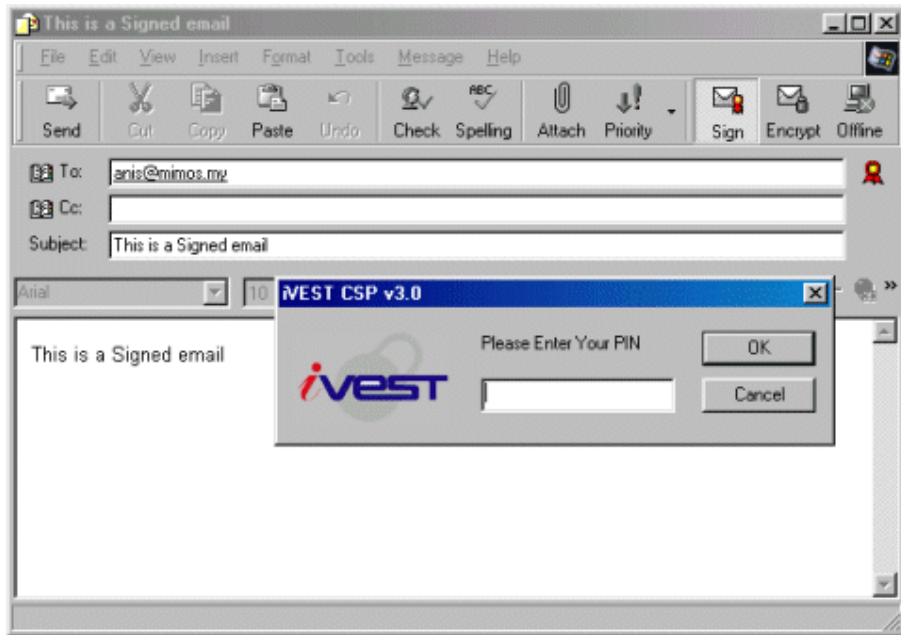 This is a Signed email
File Edit View Insert Format Tools Message Help
ABC
Send Cut Copy Paste Undo Check Spelling Attach Priority Sign Encrypt Offline
To: anis@mimos.my
Cc:
Subject: This is a Signed email
Arial 10 »
iVEST CSP v3.0
This is a Signed email
ivest
Please Enter Your PIN
OK
Cancel